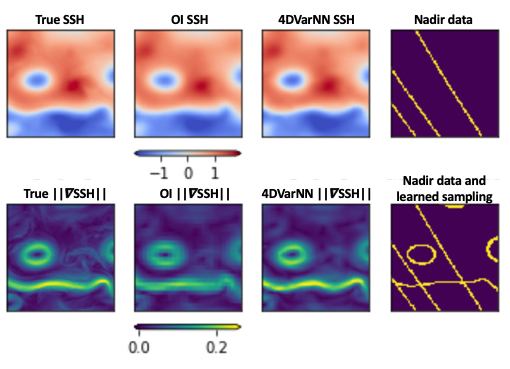 True SSH
OI SSH
4DVarNN SSH
Nadir data
−1 0 1
True ||∇SSH||
OI ||∇SSH||
4DVarNN ||∇SSH||
Nadir data and
learned sampling
0.0 0.2